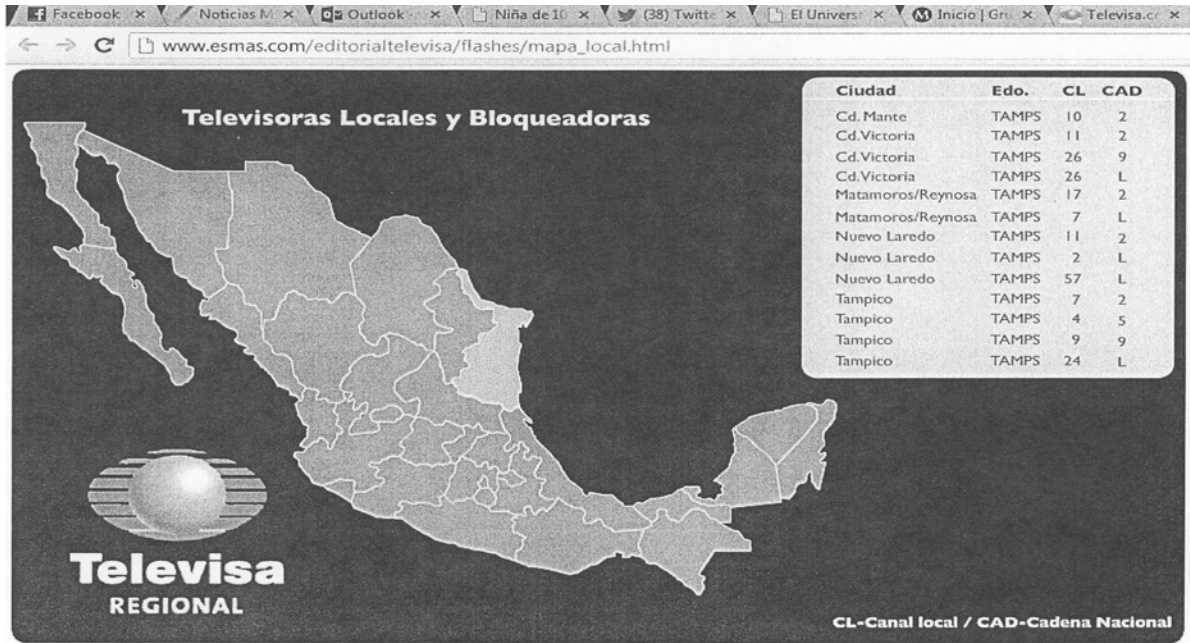 Facebook Noticias M Outlook Niña de 10 (38) Twitte El Univers Inicio | Gru Televisa.c
www.esmas.com/editorialtelevisa/flashes/mapa_local.html
Televisoras Locales y Bloqueadoras
Ciudad Edo. CL CAD
Cd. Mante TAMPS 10 2
Cd. Victoria TAMPS 11 2
Cd. Victoria TAMPS 26 9
Cd. Victoria TAMPS 26 L
Matamoros/Reynosa TAMPS 17 2
Matamoros/Reynosa TAMPS 7 L
Nuevo Laredo TAMPS 11 2
Nuevo Laredo TAMPS 2 L
Nuevo Laredo TAMPS 57 L
Tampico TAMPS 7 2
Tampico TAMPS 4 5
Tampico TAMPS 9 9
Tampico TAMPS 24 L
Televisa
REGIONAL
CL-Canal local / CAD-Cadena Nacional